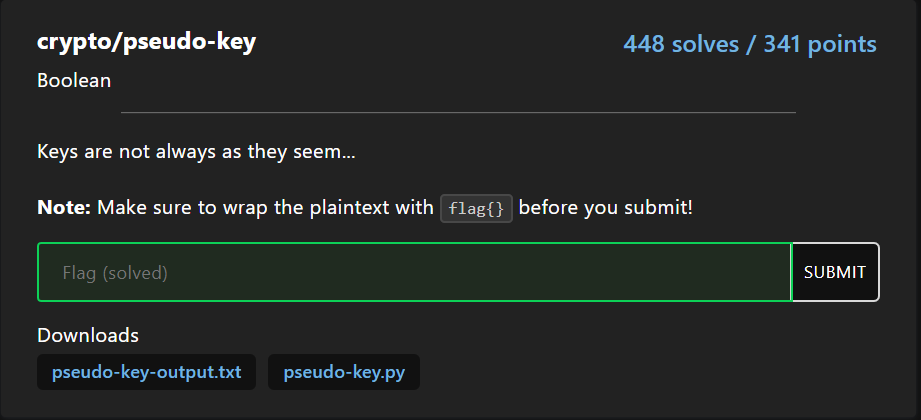 crypto/pseudo-key
448 solves / 341 points
Boolean
Keys are not always as they seem...
Note: Make sure to wrap the plaintext with flag{} before you submit!
Flag (solved)
SUBMIT
Downloads
pseudo-key-output.txt
pseudo-key.py